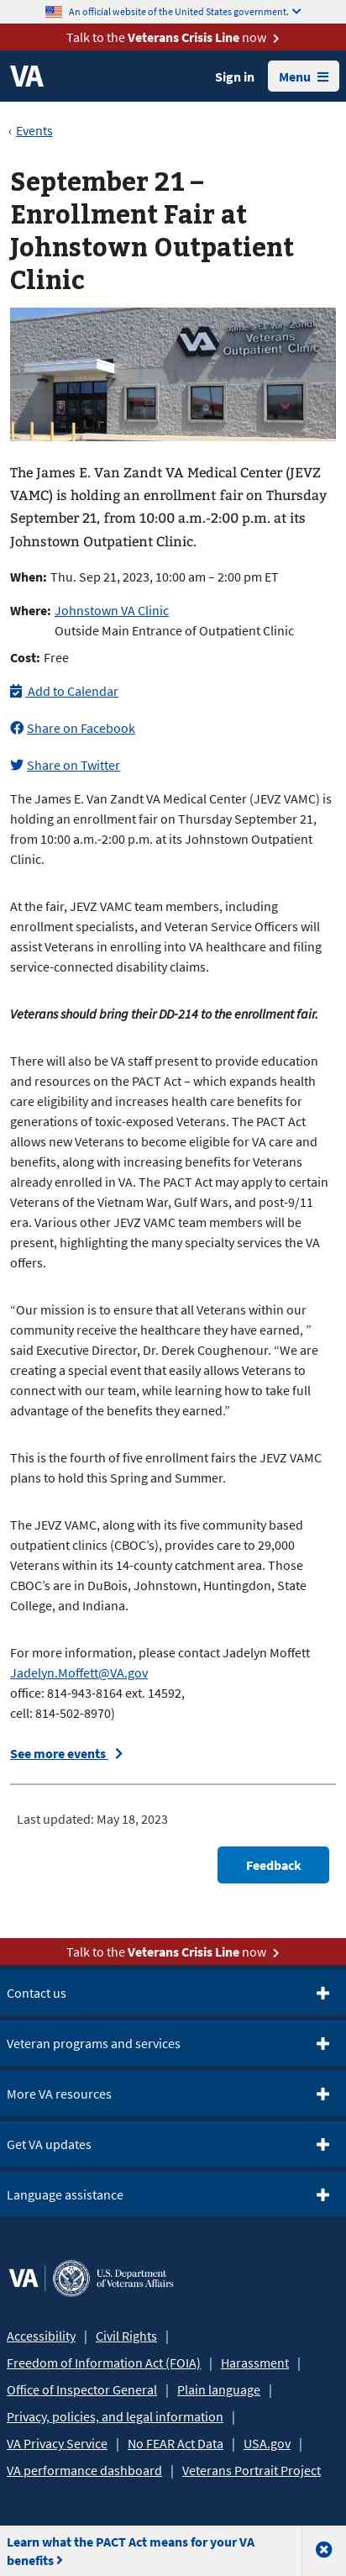 An official website of the United States government.
Talk to the Veterans Crisis Line now
VA
Sign in
Menu
‹ Events
September 21 –
Enrollment Fair at
Johnstown Outpatient
Clinic
James E. Van Zandt
VA Veterans
Outpatient Clinic
The James E. Van Zandt VA Medical Center (JEVZ
VAMC) is holding an enrollment fair on Thursday
September 21, from 10:00 a.m.-2:00 p.m. at its
Johnstown Outpatient Clinic.
When: Thu. Sep 21, 2023, 10:00 am – 2:00 pm ET
Where: Johnstown VA Clinic
Outside Main Entrance of Outpatient Clinic
Cost: Free
Add to Calendar
Share on Facebook
Share on Twitter
The James E. Van Zandt VA Medical Center (JEVZ VAMC) is
holding an enrollment fair on Thursday September 21,
from 10:00 a.m.-2:00 p.m. at its Johnstown Outpatient
Clinic.
At the fair, JEVZ VAMC team members, including
enrollment specialists, and Veteran Service Officers will
assist Veterans in enrolling into VA healthcare and filing
service-connected disability claims.
Veterans should bring their DD-214 to the enrollment fair.
There will also be VA staff present to provide education
and resources on the PACT Act – which expands health
care eligibility and increases health care benefits for
generations of toxic-exposed Veterans. The PACT Act
allows new Veterans to become eligible for VA care and
benefits, along with increasing benefits for Veterans
already enrolled in VA. The PACT Act may apply to certain
Veterans of the Vietnam War, Gulf Wars, and post-9/11
era. Various other JEVZ VAMC team members will be
present, highlighting the many specialty services the VA
offers.
“Our mission is to ensure that all Veterans within our
community receive the healthcare they have earned, ”
said Executive Director, Dr. Derek Coughenour. “We are
creating a special event that easily allows Veterans to
connect with our team, while learning how to take full
advantage of the benefits they earned.”
This is the fourth of five enrollment fairs the JEVZ VAMC
plans to hold this Spring and Summer.
The JEVZ VAMC, along with its five community based
outpatient clinics (CBOC’s), provides care to 29,000
Veterans within its 14-county catchment area. Those
CBOC’s are in DuBois, Johnstown, Huntingdon, State
College, and Indiana.
For more information, please contact Jadelyn Moffett
Jadelyn.Moffett@VA.gov
office: 814-943-8164 ext. 14592,
cell: 814-502-8970)
See more events
Last updated: May 18, 2023
Feedback
Talk to the Veterans Crisis Line now
Contact us
Veteran programs and services
More VA resources
Get VA updates
Language assistance
VA | U.S. Department
of Veterans Affairs
Accessibility | Civil Rights |
Freedom of Information Act (FOIA) | Harassment |
Office of Inspector General | Plain language |
Privacy, policies, and legal information |
VA Privacy Service | No FEAR Act Data | USA.gov |
VA performance dashboard | Veterans Portrait Project
Learn what the PACT Act means for your VA
benefits